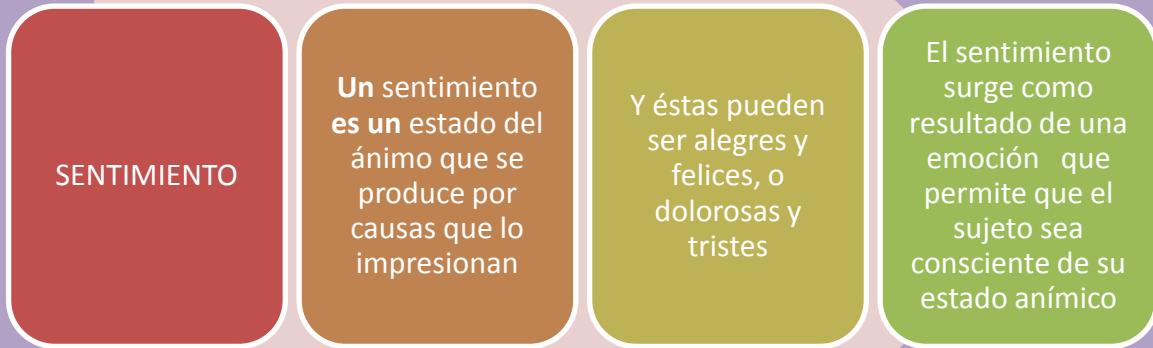 SENTIMIENTO
Un sentimiento
es un estado del
ánimo que se
produce por
causas que lo
impresionan
Y éstas pueden
ser alegres y
felices, o
dolorosas y
tristes
El sentimiento
surge como
resultado de una
emoción que
permite que el
sujeto sea
consciente de su
estado anímico